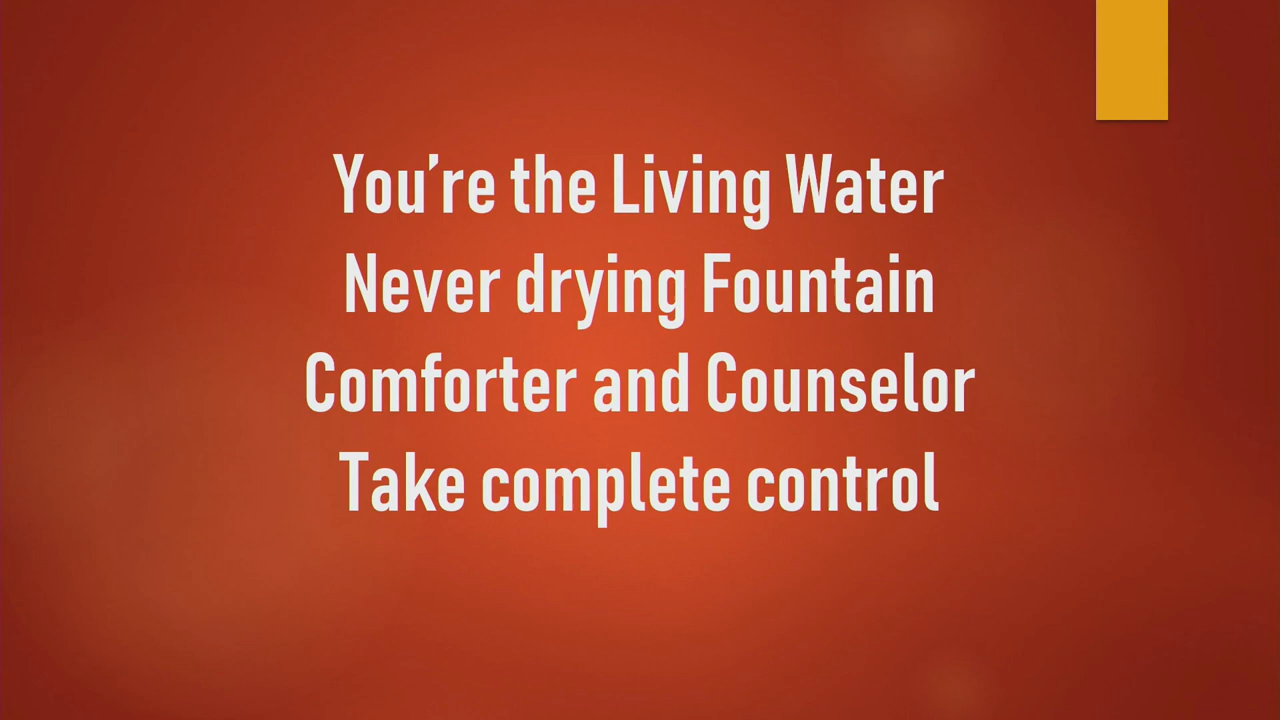 You’re the Living Water
Never drying Fountain
Comforter and Counselor
Take complete control